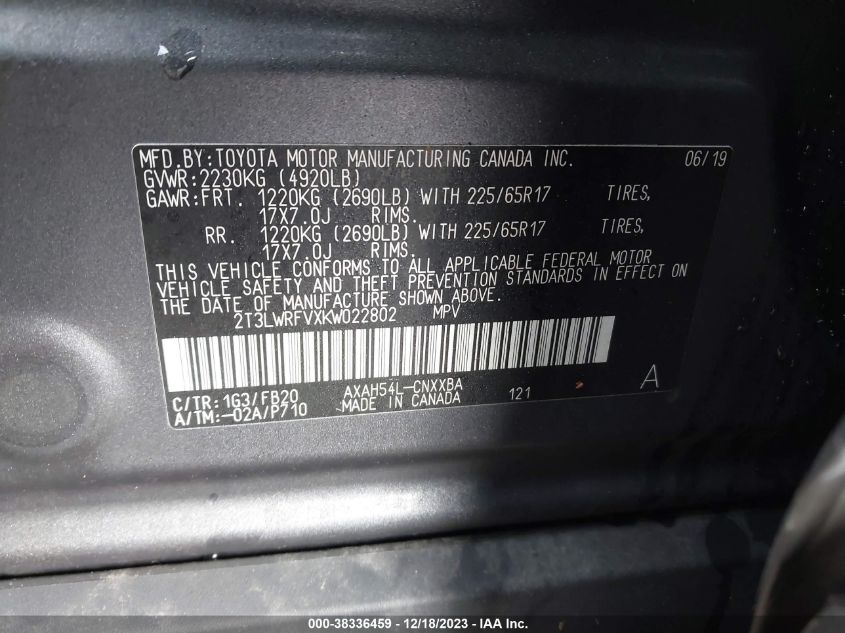 MFD.BY:TOYOTA MOTOR MANUFACTURING CANADA INC. 06/19
GVWR:2230KG (4920LB)
GAWR:FRT. 1220KG (2690LB) WITH 225/65R17 TIRES,
17X7.0J RIMS.
RR. 1220KG (2690LB) WITH 225/65R17 TIRES,
17X7.0J RIMS.
THIS VEHICLE CONFORMS TO ALL APPLICABLE FEDERAL MOTOR
VEHICLE SAFETY AND THEFT PREVENTION STANDARDS IN EFFECT ON
THE DATE OF MANUFACTURE SHOWN ABOVE.
2T3LWRFVXKW022802 MPV
C/TR:1G3/FB20 AXAH54L-CNXXBA 121 A
A/TM:-02A/P710 MADE IN CANADA
000-38336459 - 12/18/2023 - IAA Inc.